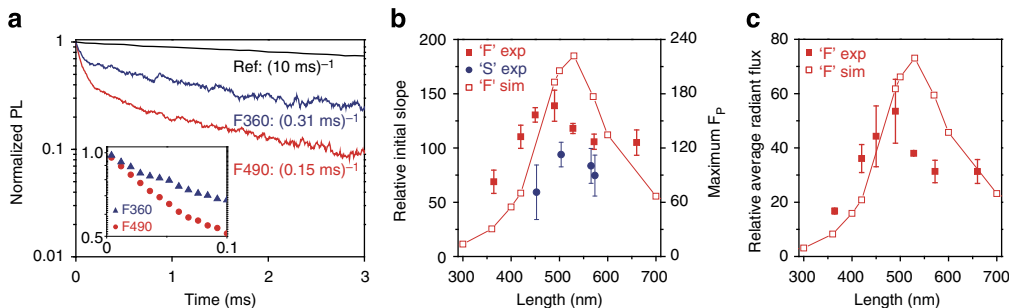 a
Normalized PL
1
0.1
0.01
Ref: (10 ms)⁻¹
F360: (0.31 ms)⁻¹
F490: (0.15 ms)⁻¹
1.0
0.5
F360
F490
0
0.1
0
1
2
3
Time (ms)
b
Relative initial slope
200
150
100
50
0
'F' exp
'S' exp
'F' sim
240
180
120
60
0
Maximum F_P
300
400
500
600
700
Length (nm)
c
Relative average radiant flux
80
60
40
20
0
'F' exp
'F' sim
300
400
500
600
700
Length (nm)